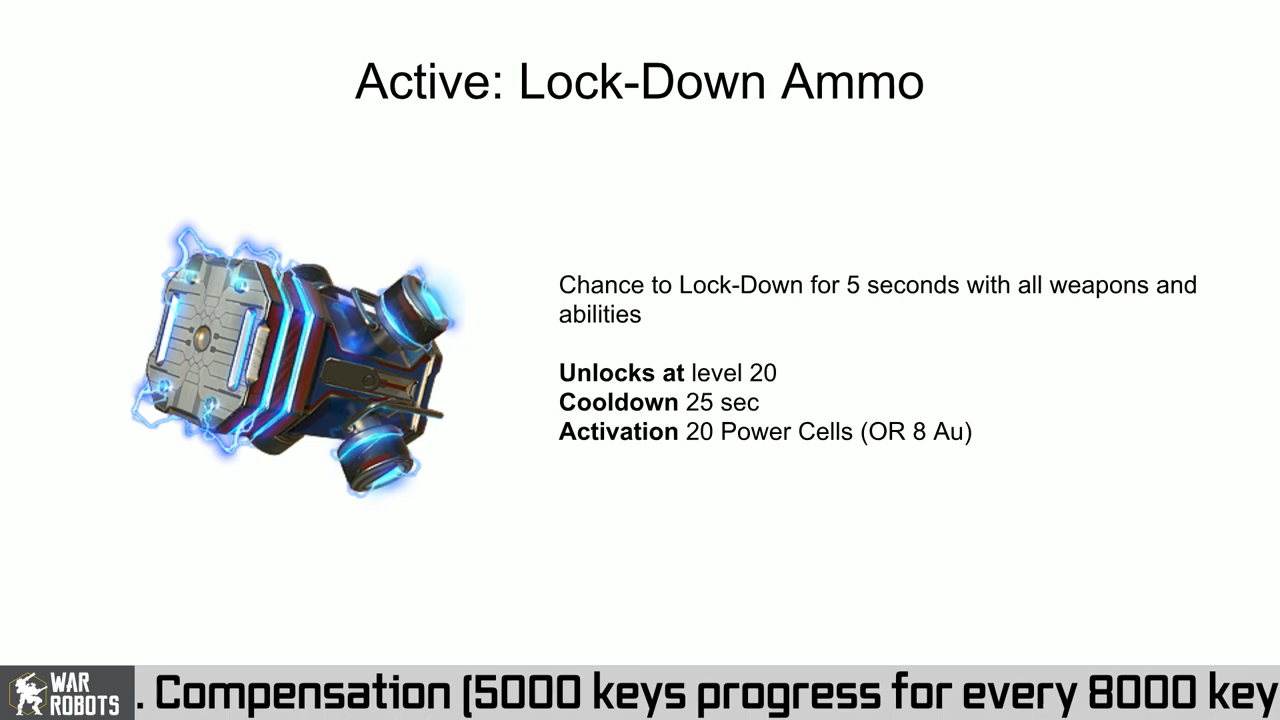 Active: Lock-Down Ammo
Chance to Lock-Down for 5 seconds with all weapons and
abilities
Unlocks at level 20
Cooldown 25 sec
Activation 20 Power Cells (OR 8 Au)
WAR
ROBOTS
. Compensation (5000 keys progress for every 8000 key